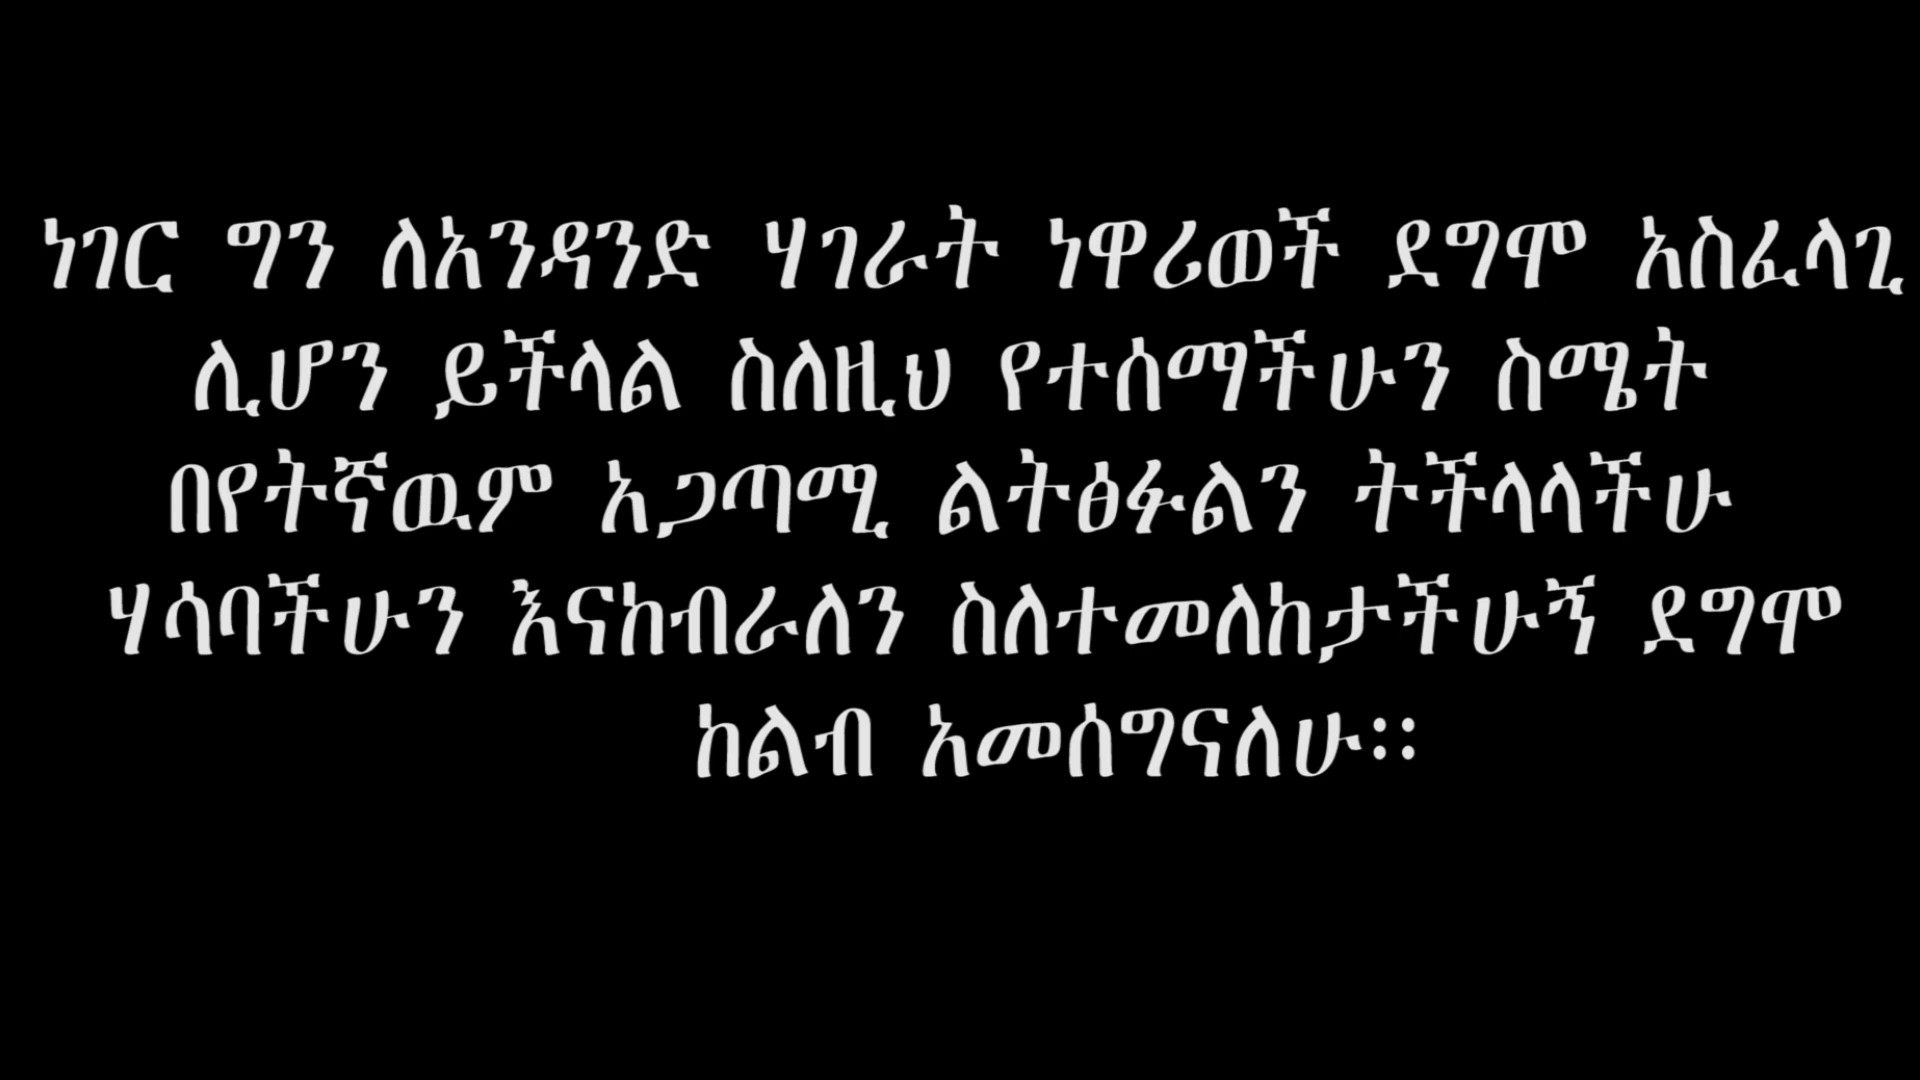 ነገር ግን ለአንዳንድ ሃገራት ነዋሪወች ደግሞ አስፈላጊ
ሊሆን ይችላል ስለዚህ የተሰማችሁን ስሜት
በየትኛዉም አጋጣሚ ልትፅፉልን ትችላላችሁ
ሃሳባችሁን እናከብራለን ስለተመለከታችሁኝ ደግሞ
ከልብ አመሰግናለሁ፡፡